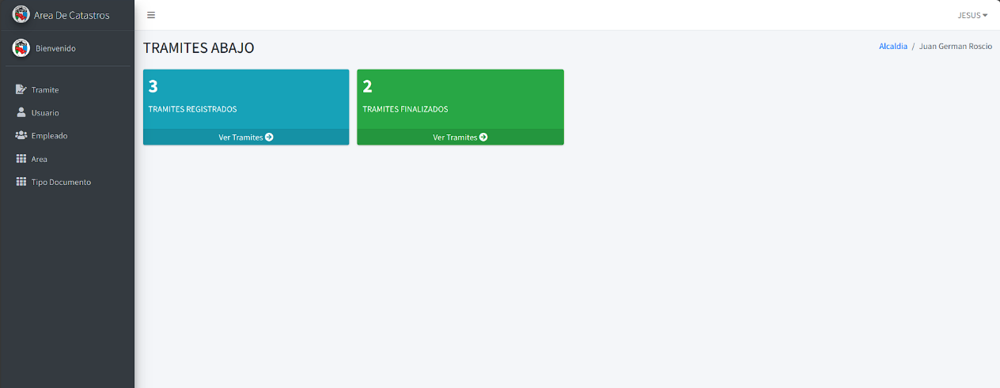 Area De Catastros
JESUS
Bienvenido
TRAMITES ABAJO
Alcaldia / Juan German Roscio
Tramite
Usuario
Empleado
Area
Tipo Documento
3
TRAMITES REGISTRADOS
Ver Tramites
2
TRAMITES FINALIZADOS
Ver Tramites